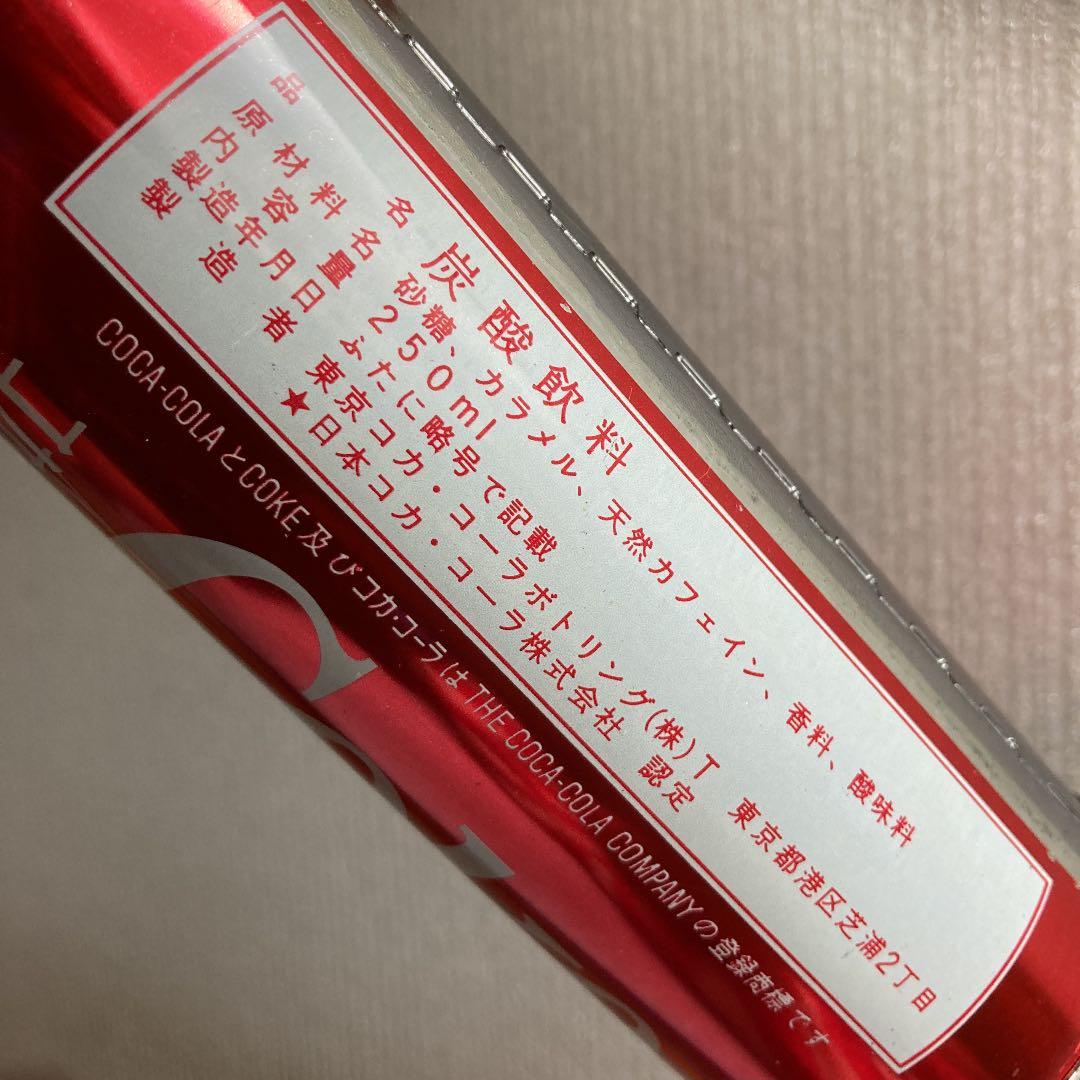 品名 炭酸飲料
原材料名 砂糖、カラメル、天然カフェイン、香料、酸味料
内容量 250ml
製造年月日 ふたに略号で記載
製造者 東京コカ・コーラボトリング(株)T 東京都港区芝浦2丁目
★日本コカ・コーラ株式会社 認定
COCA-COLAとCOKE及びコカ・コーラはTHE COCA-COLA COMPANYの登録商標です